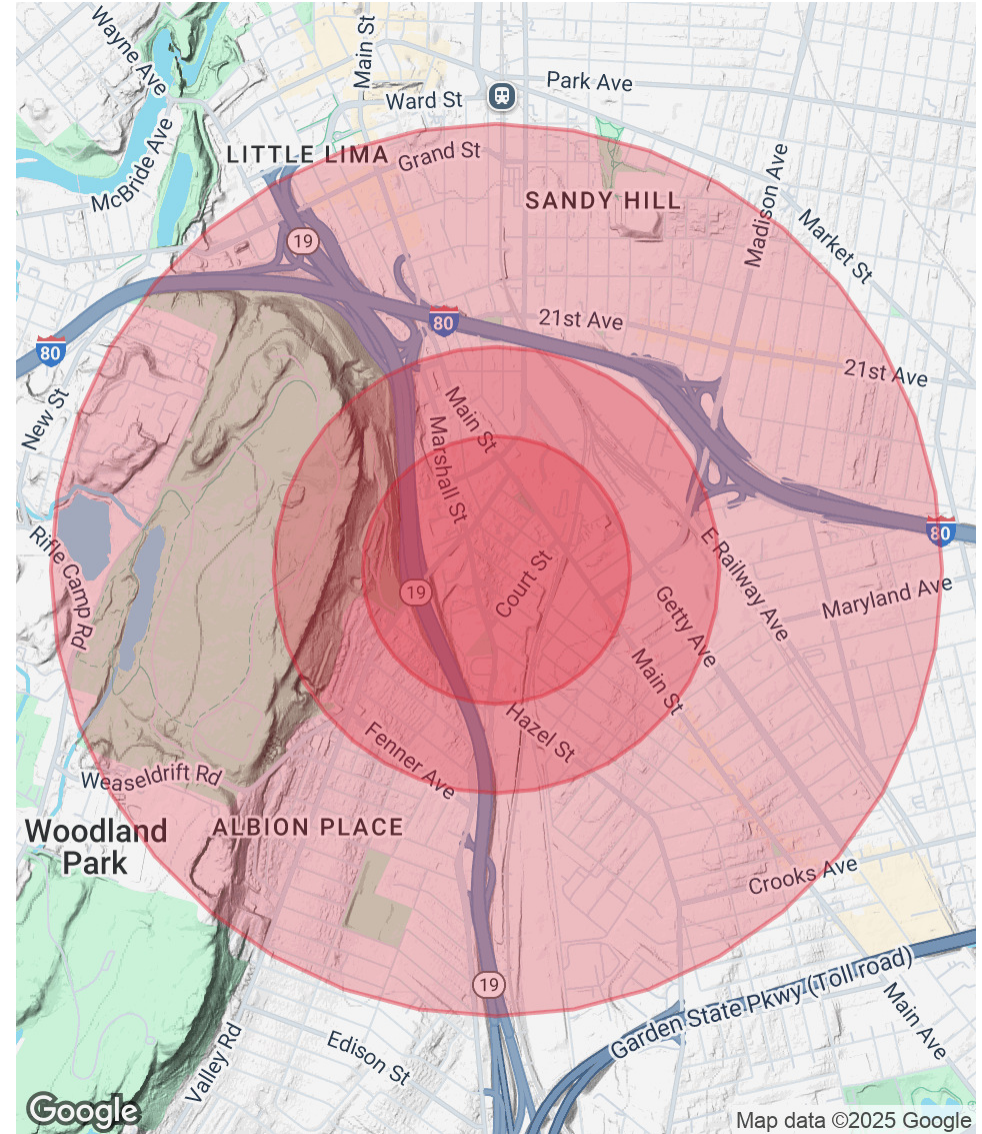 Wayne Ave
Main St
Park Ave
Ward St
McBride Ave
LITTLE LIMA
Grand St
SANDY HILL
Madison Ave
Market St
19
80
21st Ave
80
21st Ave
New St
Main St
Marshall St
Rifle Camp Rd
80
E Railway Ave
Court St
19
Getty Ave
Maryland Ave
Main St
Hazel St
Fenner Ave
Weaseldrift Rd
Woodland
Park
ALBION PLACE
Crooks Ave
19
Garden State Pkwy (Toll road)
Main Ave
Valley Rd
Edison St
Google
Map data ©2025 Google